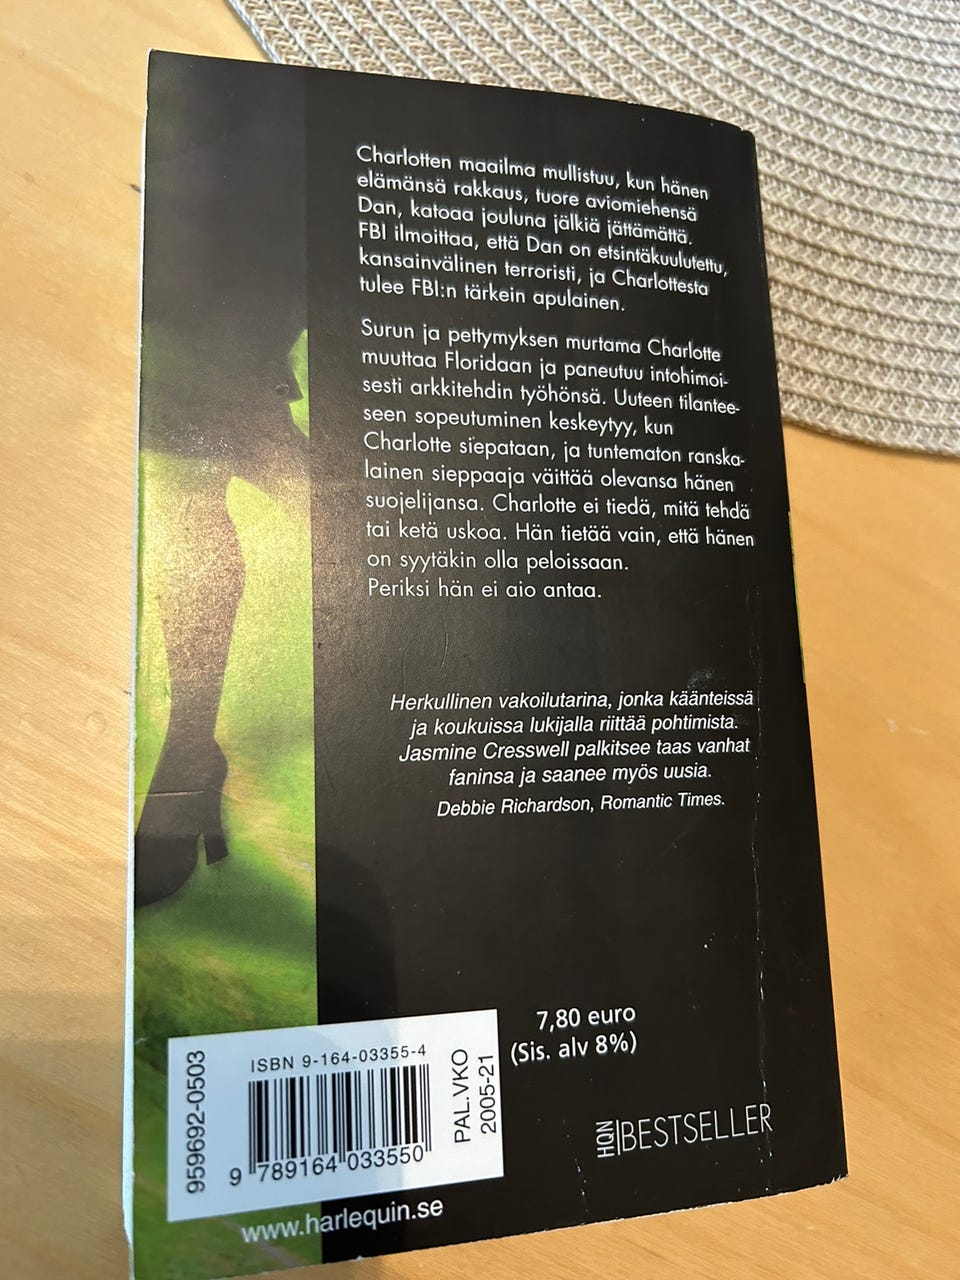 Charlotten maailma mullistuu, kun hänen
elämänsä rakkaus, tuore aviomiehensä
Dan, katoaa jouluna jälkiä jättämättä.
FBI ilmoittaa, että Dan on etsintäkuulutettu,
kansainvälinen terroristi, ja Charlottesta
tulee FBI:n tärkein apulainen.
Surun ja pettymyksen murtama Charlotte
muuttaa Floridaan ja paneutuu intohimoi-
sesti arkkitehdin työhönsä. Uuteen tilantee-
seen sopeutuminen keskeytyy, kun
Charlotte siepataan, ja tuntematon ranska-
lainen sieppaaja väittää olevansa hänen
suojelijansa. Charlotte ei tiedä, mitä tehdä
tai ketä uskoa. Hän tietää vain, että hänen
on syytäkin olla peloissaan.
Periksi hän ei aio antaa.
Herkullinen vakoilutarina, jonka käänteissä
ja koukuissa lukijalla riittää pohtimista.
Jasmine Cresswell palkitsee taas vanhat
faninsa ja saanee myös uusia.
Debbie Richardson, Romantic Times.
7,80 euro
(Sis. alv 8%)
959692-0503
ISBN 9-164-03355-4
9 789164 033550
PAL.VKO
2005-21
HQN BESTSELLER
www.harlequin.se